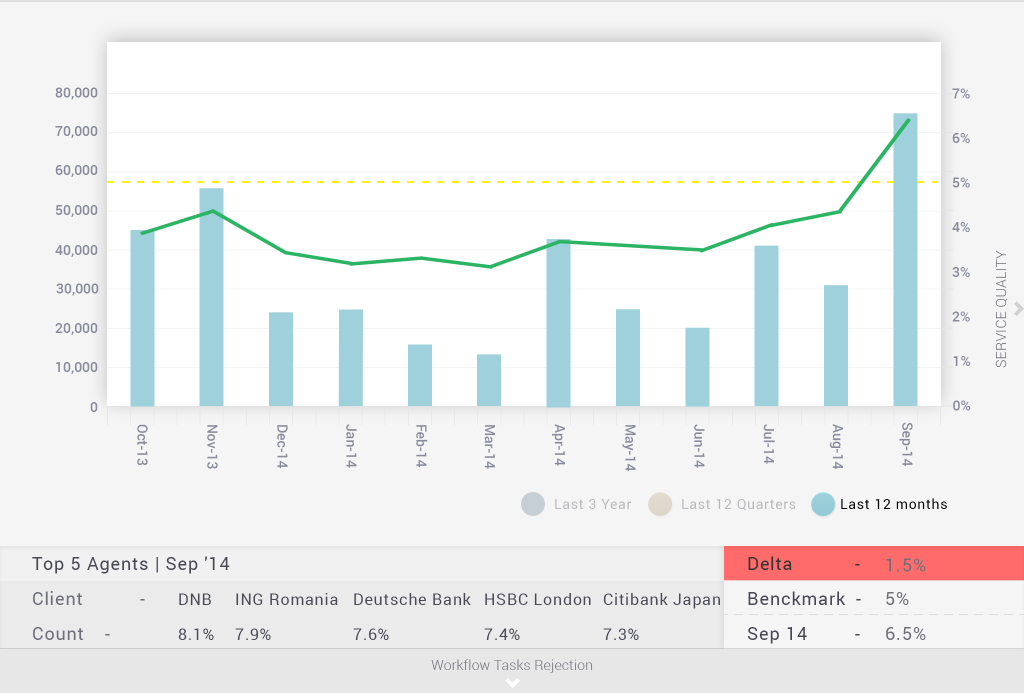 80,000
70,000
60,000
50,000
40,000
30,000
20,000
10,000
0
7%
6%
5%
4%
3%
2%
1%
0%
SERVICE QUALITY
Oct-13
Nov-13
Dec-14
Jan-14
Feb-14
Mar-14
Apr-14
May-14
Jun-14
Jul-14
Aug-14
Sep-14
Last 3 Year Last 12 Quarters Last 12 months
Top 5 Agents | Sep '14
Client - DNB ING Romania Deutsche Bank HSBC London Citibank Japan
Count - 8.1% 7.9% 7.6% 7.4% 7.3%
Delta - 1.5%
Benckmark - 5%
Sep 14 - 6.5%
Workflow Tasks Rejection